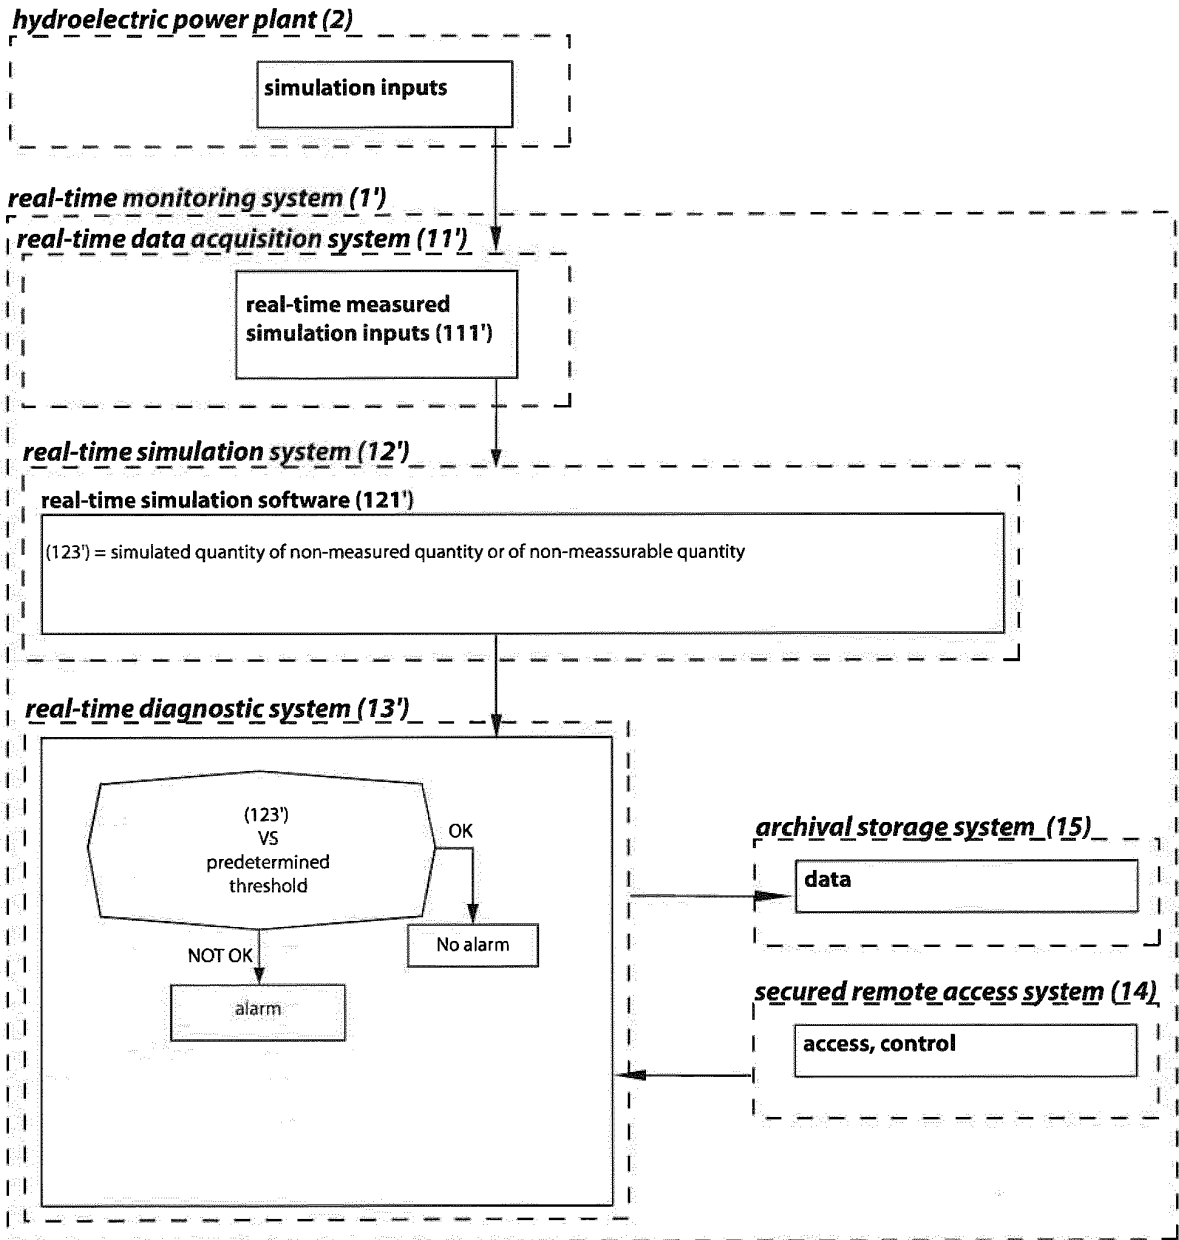 hydroelectric power plant (2)
simulation inputs
real-time monitoring system (1')
real-time data acquisition system (11')
real-time measured
simulation inputs (111')
real-time simulation system (12')
real-time simulation software (121')
(123') = simulated quantity of non-measured quantity or of non-meassurable quantity
real-time diagnostic system (13')
(123')
VS
predetermined
threshold
OK
No alarm
NOT OK
alarm
archival storage system (15)
data
secured remote access system (14)
access, control